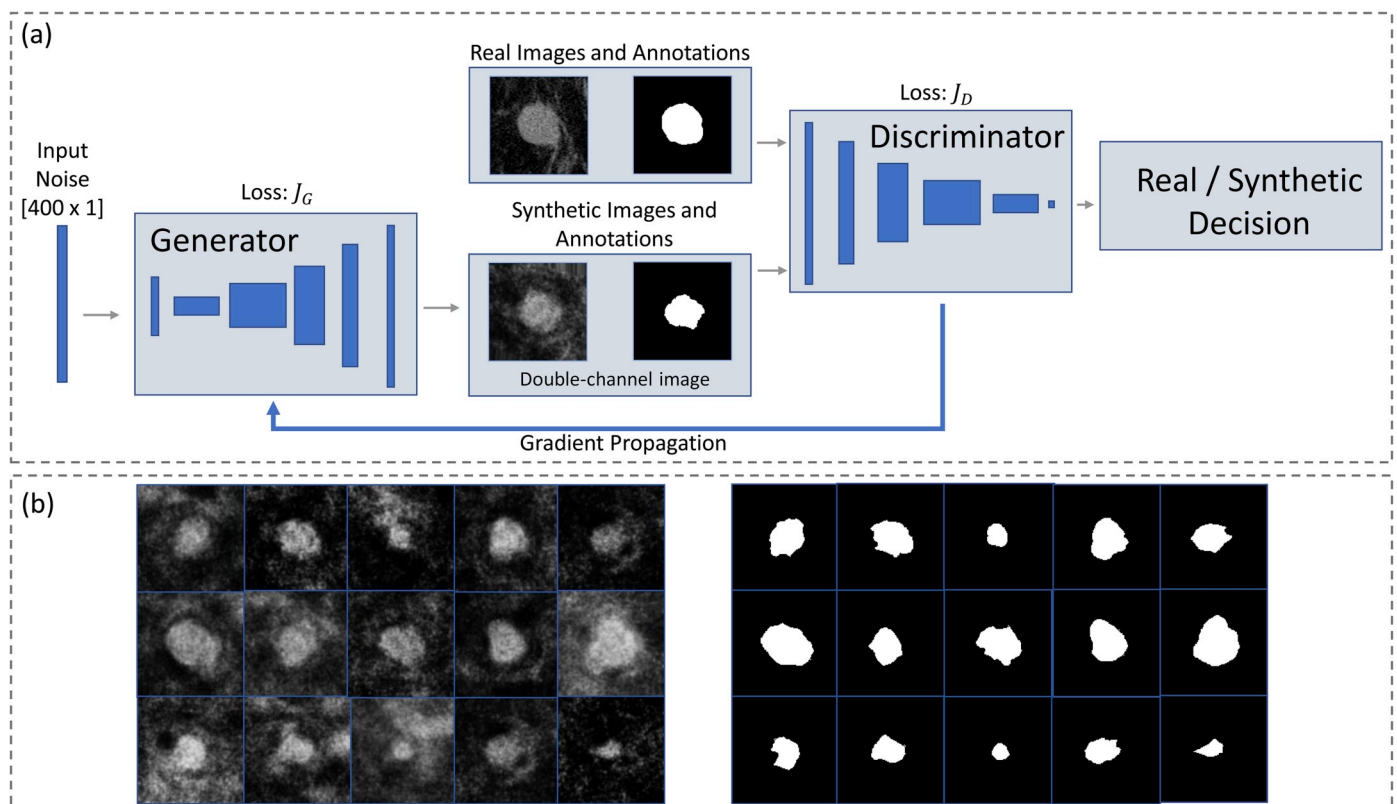 (a)
Real Images and Annotations
Loss: J_D
Discriminator
Input
Noise
[400 x 1]
Loss: J_G
Generator
Synthetic Images and
Annotations
Double-channel image
Real / Synthetic
Decision
Gradient Propagation
(b)